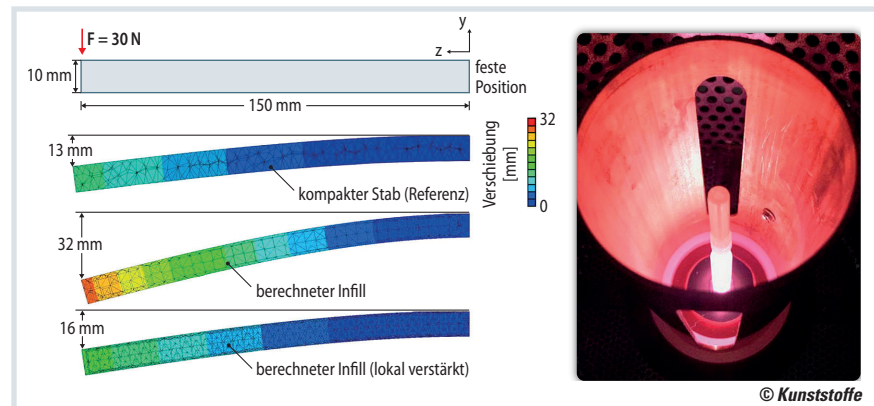 F = 30 N
y
z
10 mm
feste
Position
150 mm
13 mm
kompakter Stab (Referenz)
Verschiebung
[mm]
32
0
32 mm
berechneter Infill
16 mm
berechneter Infill (lokal verstärkt)
© Kunststoffe